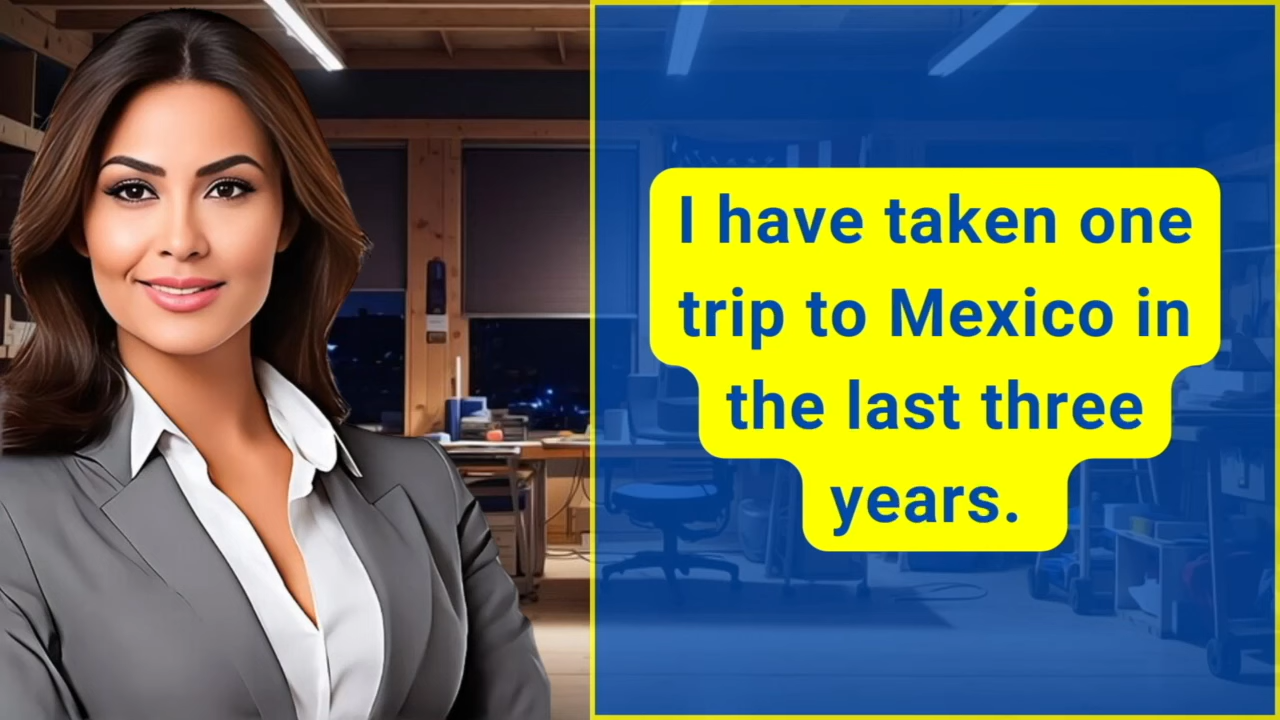 I have taken one
trip to Mexico in
the last three
years.